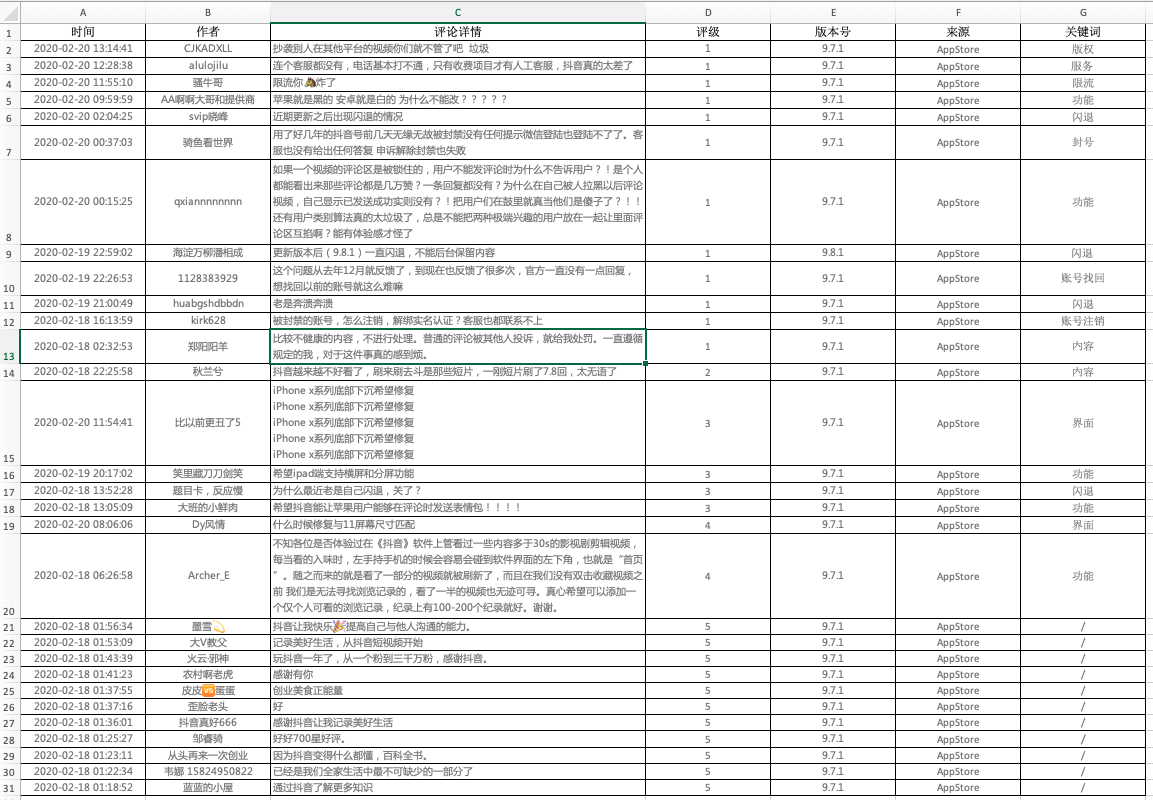 A B C D E F G
1 时间 作者 评论详情 评级 版本号 来源 关键词
2 2020-02-20 13:14:41 CJKADXLL 抄袭别人在其他平台的视频你们就不管了吧 垃圾 1 9.7.1 AppStore 版权
3 2020-02-20 12:28:38 alulojilu 连个客服都没有，电话基本打不通，只有收费项目才有人工客服，抖音真的太差了 1 9.7.1 AppStore 服务
4 2020-02-20 11:55:10 骚牛哥 限流你🐴炸了 1 9.7.1 AppStore 限流
5 2020-02-20 09:59:59 AA啊啊大哥和提供商 苹果就是黑的 安卓就是白的 为什么不能改？？？？？ 1 9.7.1 AppStore 功能
6 2020-02-20 02:04:25 svip晓峰 近期更新之后出现闪退的情况 1 9.7.1 AppStore 闪退
7 2020-02-20 00:37:03 骑鱼看世界 用了好几年的抖音号前几天无缘无故被封禁没有任何提示微信登陆也登陆不了了。客
服也没有给出任何答复 申诉解除封禁也失败 1 9.7.1 AppStore 封号
8 2020-02-20 00:15:25 qxiannnnnnnn 如果一个视频的评论区是被锁住的，用户不能发评论时为什么不告诉用户？！是个人
都能看出来那些评论都是几万赞？一条回复都没有？为什么在自己被人拉黑以后评论
视频，自己显示已发送成功实则没有？！把用户们在鼓里就真当他们是傻子了？！！
还有用户类别算法真的太垃圾了，总是不能把两种极端兴趣的用户放在一起让里面评
论区互掐啊？能有体验感才怪了 1 9.7.1 AppStore 功能
9 2020-02-19 22:59:02 海淀万柳潘相成 更新版本后（9.8.1）一直闪退，不能后台保留内容 1 9.8.1 AppStore 闪退
10 2020-02-19 22:26:53 1128383929 这个问题从去年12月就反馈了，到现在也反馈了很多次，官方一直没有一点回复，
想找回以前的账号就这么难嘛 1 9.7.1 AppStore 账号找回
11 2020-02-19 21:00:49 huabgshdbbdn 老是奔溃奔溃 1 9.7.1 AppStore 闪退
12 2020-02-18 16:13:59 kirk628 被封禁的账号，怎么注销，解绑实名认证？客服也都联系不上 1 9.7.1 AppStore 账号注销
13 2020-02-18 02:32:53 郑阳阳羊 比较不健康的内容，不进行处理。普通的评论被其他人投诉，就给我处罚。一直遵循
规定的我，对于这件事真的感到烦。 1 9.7.1 AppStore 内容
14 2020-02-18 22:25:58 秋兰兮 抖音越来越不好看了，刷来刷去斗是那些短片，一刚短片刷了7.8回，太无语了 2 9.7.1 AppStore 内容
15 2020-02-20 11:54:41 比以前更丑了5 iPhone x系列底部下沉希望修复
iPhone x系列底部下沉希望修复
iPhone x系列底部下沉希望修复
iPhone x系列底部下沉希望修复
iPhone x系列底部下沉希望修复 3 9.7.1 AppStore 界面
16 2020-02-19 20:17:02 笑里藏刀刀剑笑 希望ipad端支持横屏和分屏功能 3 9.7.1 AppStore 功能
17 2020-02-18 13:52:28 题目卡，反应慢 为什么最近老是自己闪退，关了？ 3 9.7.1 AppStore 闪退
18 2020-02-18 13:05:09 大班的小鲜肉 希望抖音能让苹果用户能够在评论时发送表情包！！！！ 3 9.7.1 AppStore 功能
19 2020-02-20 08:06:06 Dy风情 什么时候修复与11屏幕尺寸匹配 4 9.7.1 AppStore 界面
20 2020-02-18 06:26:58 Archer_E 不知各位是否体验过在《抖音》软件上管看过一些内容多于30s的影视剧剪辑视频，
每当看的入味时，左手持手机的时候会容易会碰到软件界面的左下角，也就是“首页
”。随之而来的就是看了一部分的视频就被刷新了，而且在我们没有双击收藏视频之
前 我们是无法寻找浏览记录的，看了一半的视频也无迹可寻。真心希望可以添加一
个仅个人可看的浏览记录，纪录上有100-200个纪录就好。谢谢。 4 9.7.1 AppStore 功能
21 2020-02-18 01:56:34 墨雪💫 抖音让我快乐🎉提高自己与他人沟通的能力。 5 9.7.1 AppStore /
22 2020-02-18 01:53:09 大V教父 记录美好生活，从抖音短视频开始 5 9.7.1 AppStore /
23 2020-02-18 01:43:39 火云·邪神 玩抖音一年了，从一个粉到三千万粉，感谢抖音。 5 9.7.1 AppStore /
24 2020-02-18 01:41:23 农村啊老虎 感谢有你 5 9.7.1 AppStore /
25 2020-02-18 01:37:55 皮皮🆚蛋蛋 创业美食正能量 5 9.7.1 AppStore /
26 2020-02-18 01:37:16 歪脸老头 好 5 9.7.1 AppStore /
27 2020-02-18 01:36:01 抖音真好666 感谢抖音让我记录美好生活 5 9.7.1 AppStore /
28 2020-02-18 01:25:27 邹睿骑 好好700星好评。 5 9.7.1 AppStore /
29 2020-02-18 01:23:11 从头再来一次创业 因为抖音变得什么都懂，百科全书。 5 9.7.1 AppStore /
30 2020-02-18 01:22:34 韦娜 15824950822 已经是我们全家生活中最不可缺少的一部分了 5 9.7.1 AppStore /
31 2020-02-18 01:18:52 蓝蓝的小屋 通过抖音了解更多知识 5 9.7.1 AppStore /